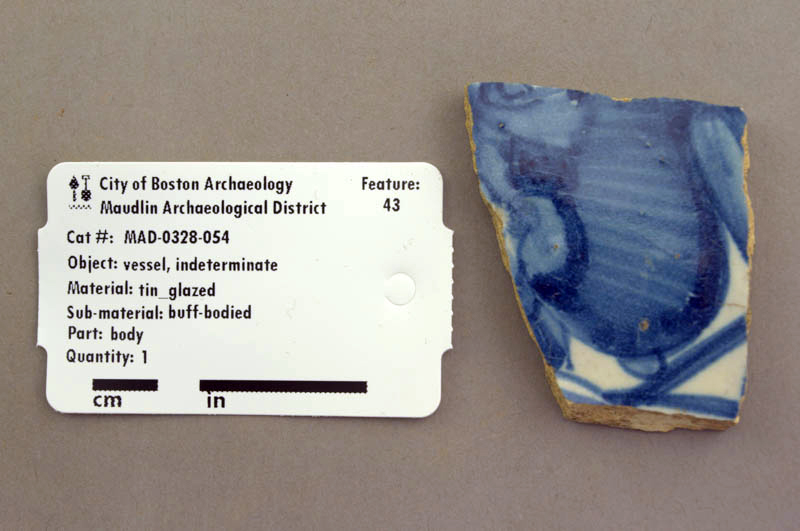 City of Boston Archaeology
Maudlin Archaeological District
Feature:
43
Cat #: MAD-0328-054
Object: vessel, indeterminate
Material: tin_glazed
Sub-material: buff-bodied
Part: body
Quantity: 1
cm in